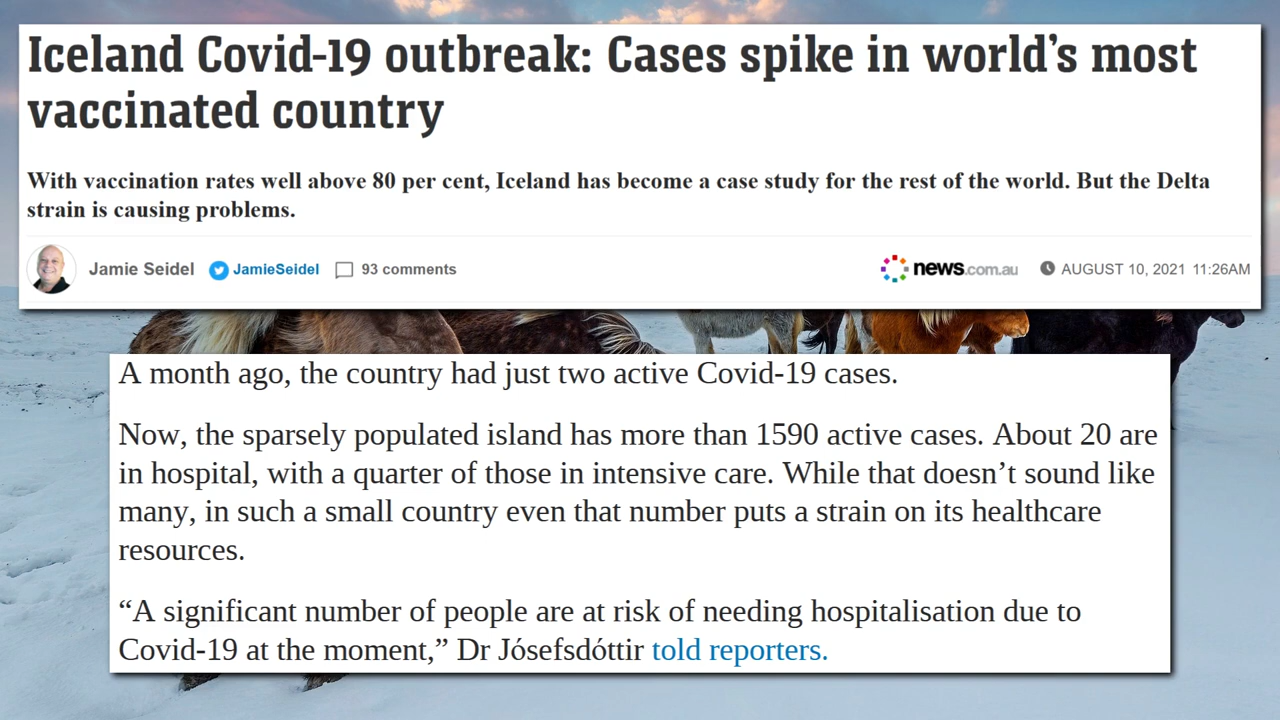 Iceland Covid-19 outbreak: Cases spike in world’s most
vaccinated country
With vaccination rates well above 80 per cent, Iceland has become a case study for the rest of the world. But the Delta
strain is causing problems.
Jamie Seidel JamieSeidel 93 comments news.com.au AUGUST 10, 2021 11:26AM
A month ago, the country had just two active Covid-19 cases.
Now, the sparsely populated island has more than 1590 active cases. About 20 are
in hospital, with a quarter of those in intensive care. While that doesn’t sound like
many, in such a small country even that number puts a strain on its healthcare
resources.
“A significant number of people are at risk of needing hospitalisation due to
Covid-19 at the moment,” Dr Jósefsdóttir told reporters.